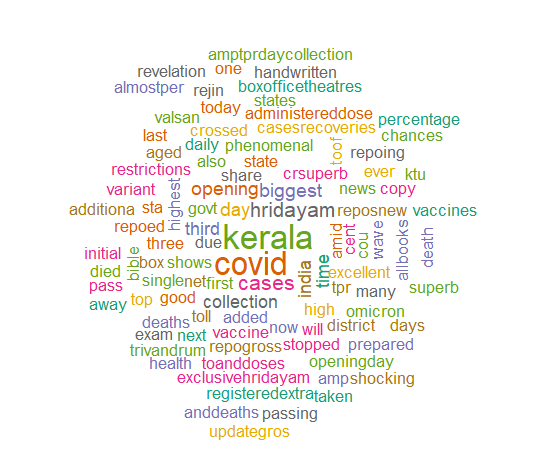 amptprdaycollection
revelation one handwritten
almostper rejin boxofficetheatres
states
valsan today administereddose percentage
last crossed casesrecoveries chances
aged daily phenomenal toof repoing
also state
restrictions share crsuperb ever ktu
variant highest opening biggest news copy
additiona sta govt day hridayam reposnew vaccines
repoed third kerala amid cent cou wave allbooks death
three due
initial bible box shows covid india time
died single net first cases excellent
pass tpr many superb
away top good collection high omicron
deaths toll added now will district days
exam next vaccine stopped prepared
trivandrum repogross openingday
health toanddoses amp shocking
exclusivehridayam
registeredextra taken
anddeaths passing
updategros